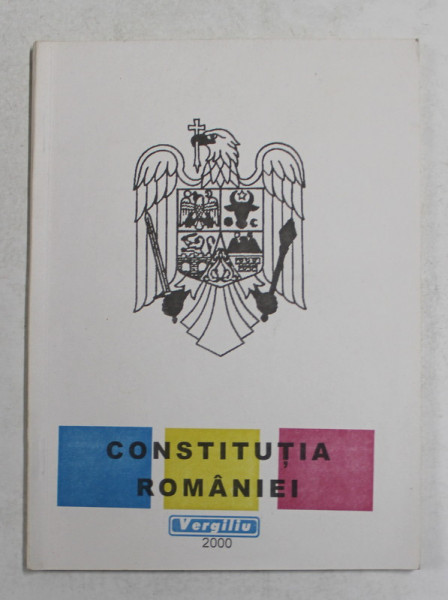 CONSTITUȚIA
ROMÂNIEI
Vergiliu
2000